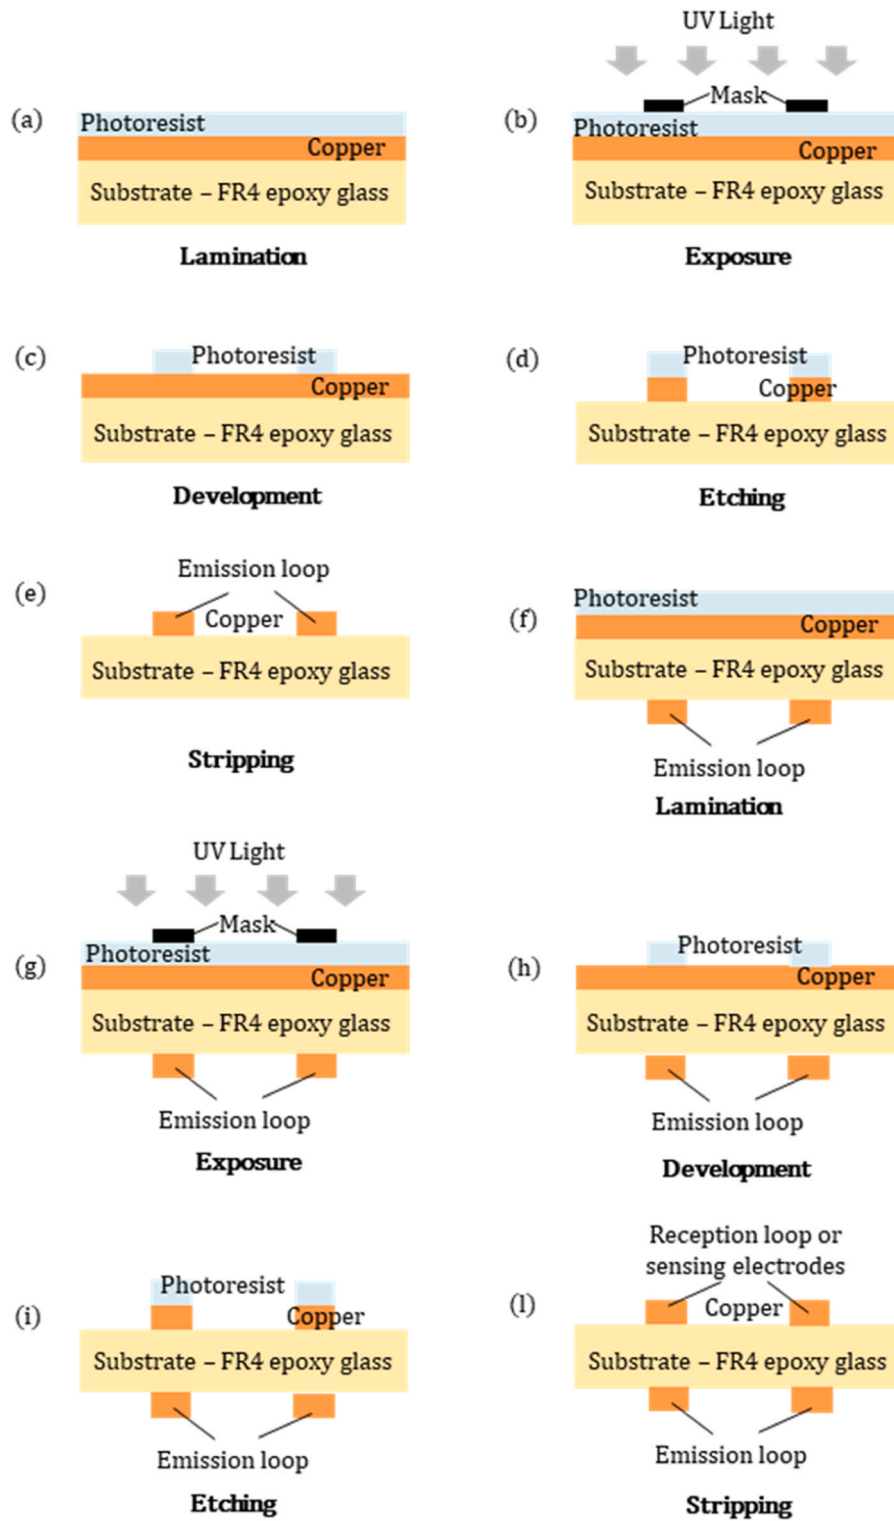 (a)
Photoresist
Copper
Substrate – FR4 epoxy glass
Lamination
UV Light
(b)
Mask
Photoresist
Copper
Substrate – FR4 epoxy glass
Exposure
(c)
Photoresist
Copper
Substrate – FR4 epoxy glass
Development
(d)
Photoresist
Copper
Substrate – FR4 epoxy glass
Etching
(e)
Emission loop
Copper
Substrate – FR4 epoxy glass
Stripping
(f)
Photoresist
Copper
Substrate – FR4 epoxy glass
Emission loop
Lamination
UV Light
Mask
(g)
Photoresist
Copper
Substrate – FR4 epoxy glass
Emission loop
Exposure
(h)
Photoresist
Copper
Substrate – FR4 epoxy glass
Emission loop
Development
(i)
Photoresist
Copper
Substrate – FR4 epoxy glass
Emission loop
Etching
Reception loop or
sensing electrodes
(l)
Copper
Substrate – FR4 epoxy glass
Emission loop
Stripping